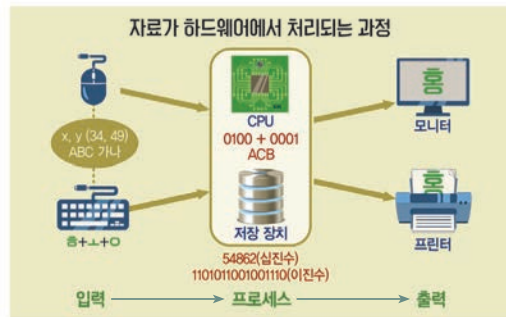 자료가 하드웨어에서 처리되는 과정
x, y (34, 49)
ABC 가나
ㅎ+ㅗ+ㅇ
CPU
0100 + 0001
ACB
저장 장치
54862(십진수)
1101011001001110(이진수)
홍
모니터
홍
프린터
입력
프로세스
출력